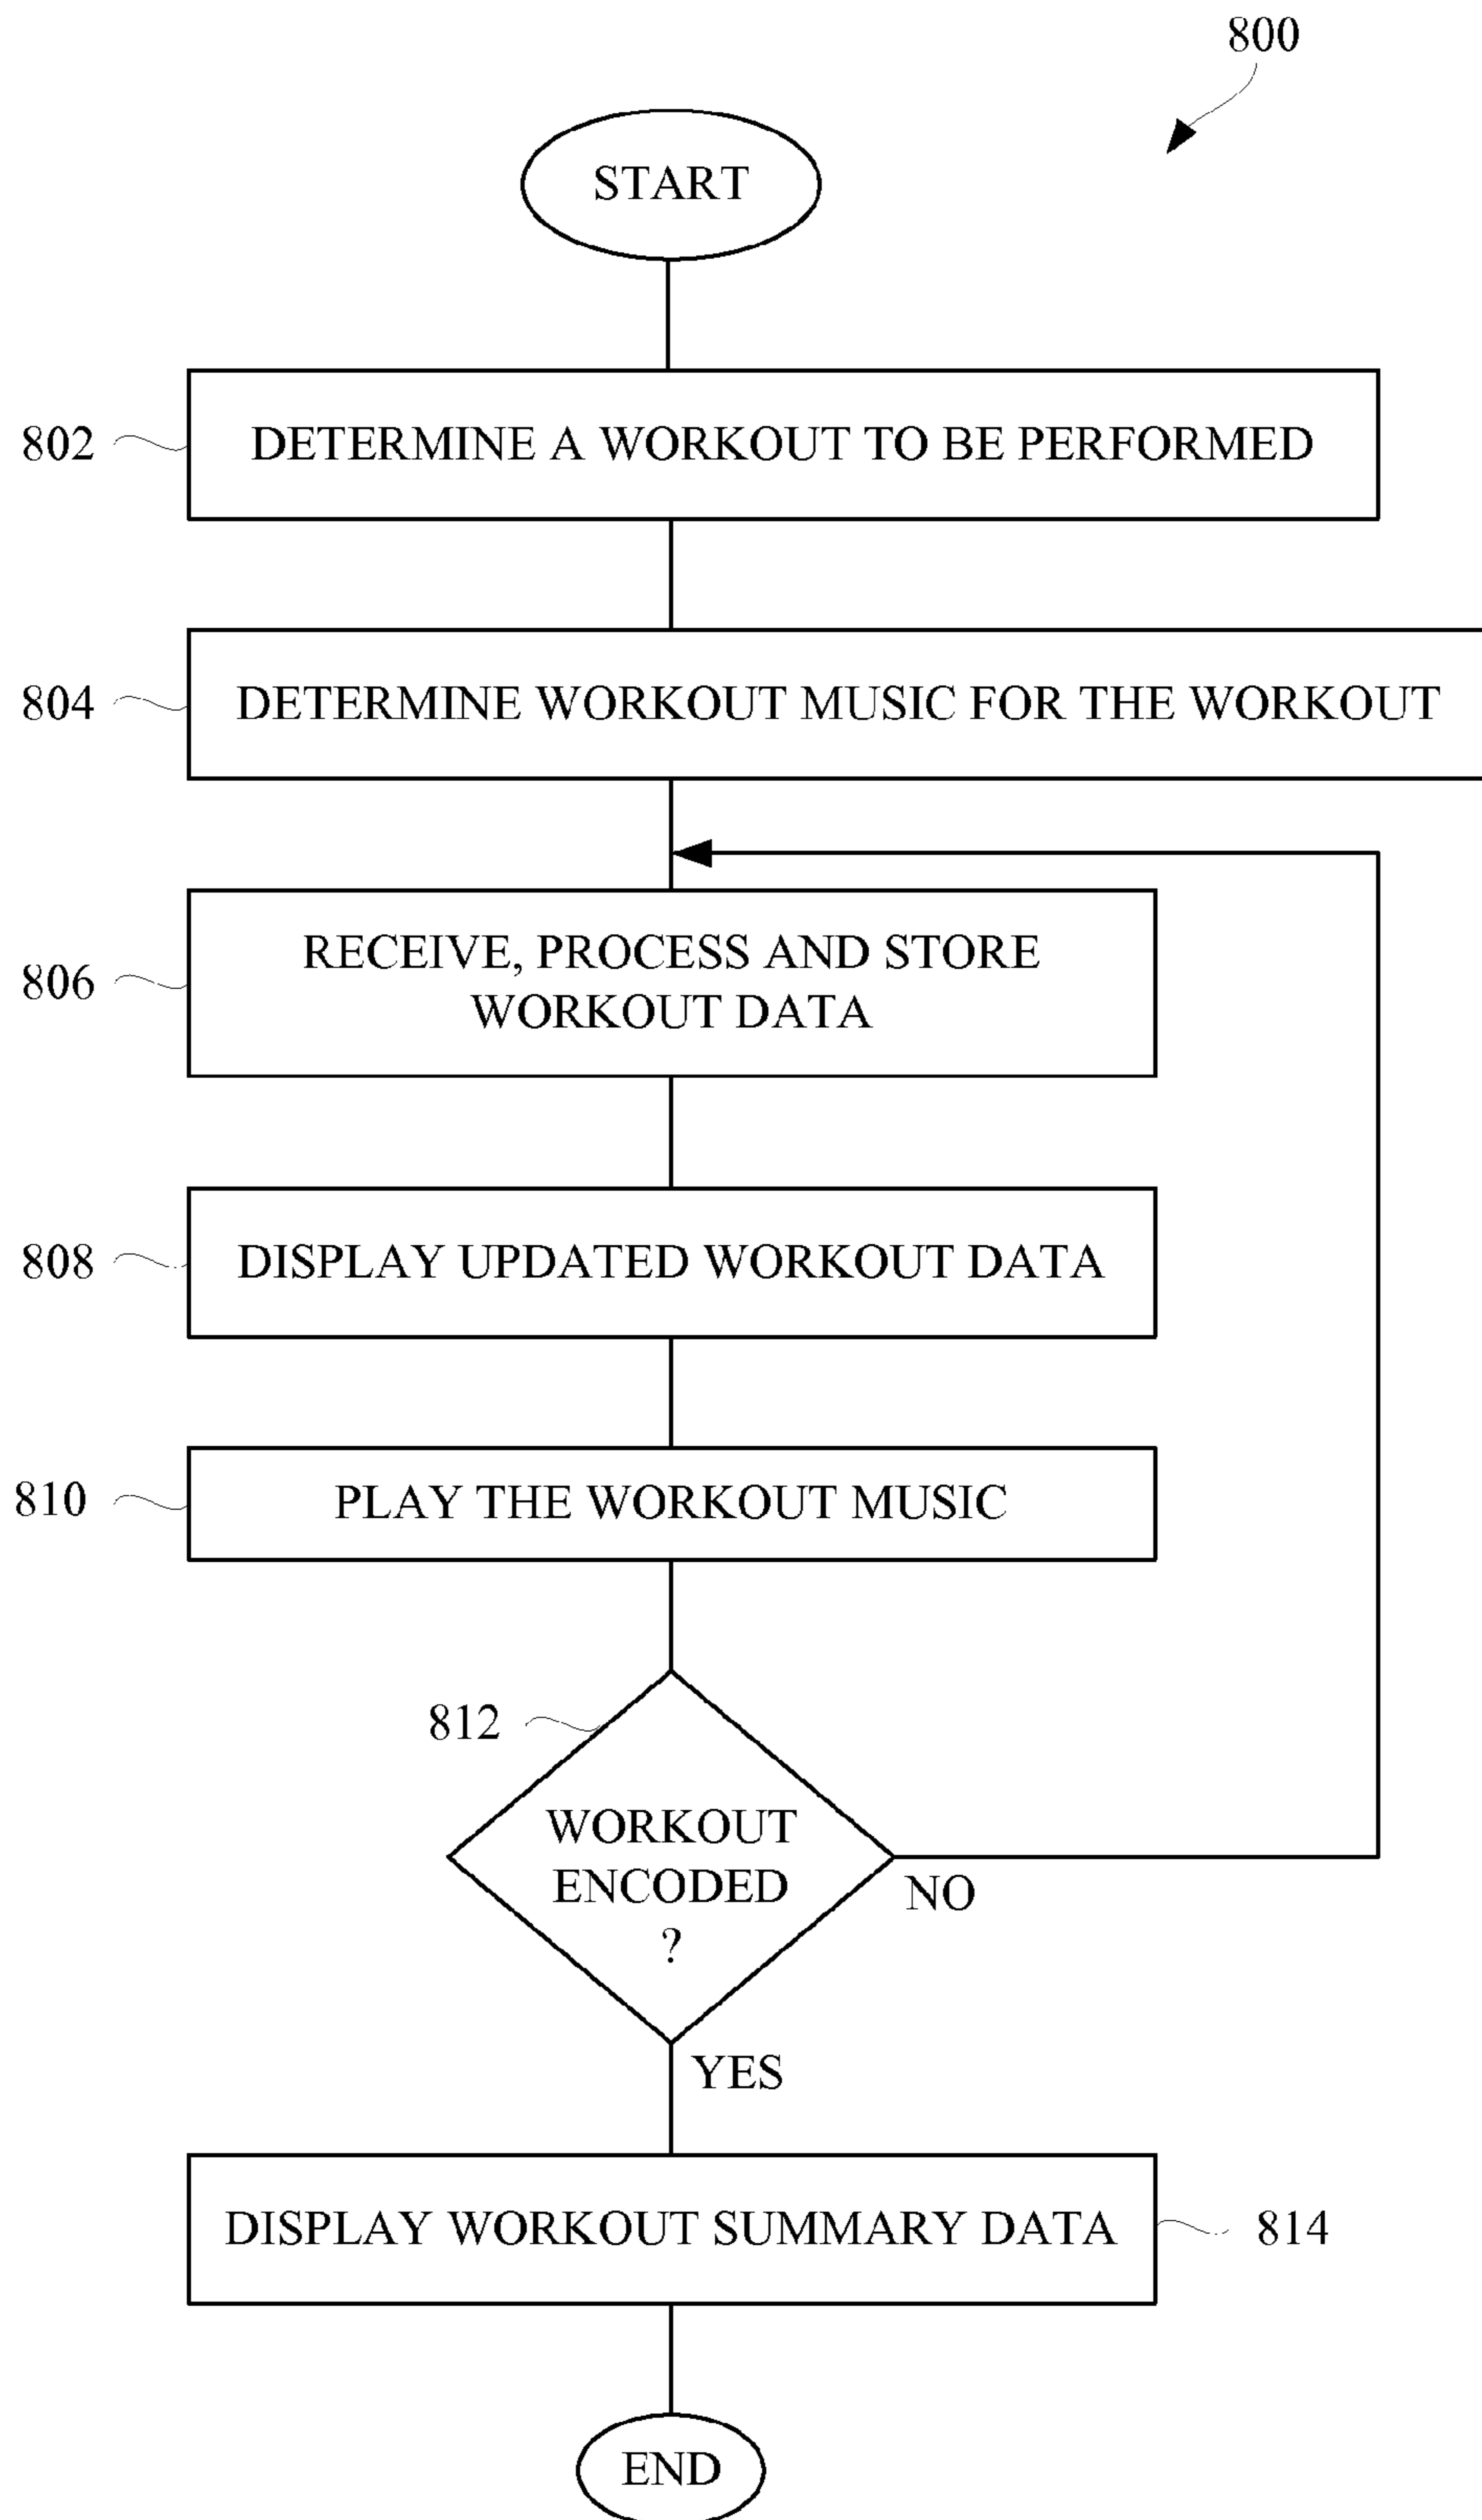 800
START
802
DETERMINE A WORKOUT TO BE PERFORMED
804
DETERMINE WORKOUT MUSIC FOR THE WORKOUT
806
RECEIVE, PROCESS AND STORE
WORKOUT DATA
808
DISPLAY UPDATED WORKOUT DATA
810
PLAY THE WORKOUT MUSIC
812
WORKOUT
ENCODED
?
NO
YES
DISPLAY WORKOUT SUMMARY DATA
814
END